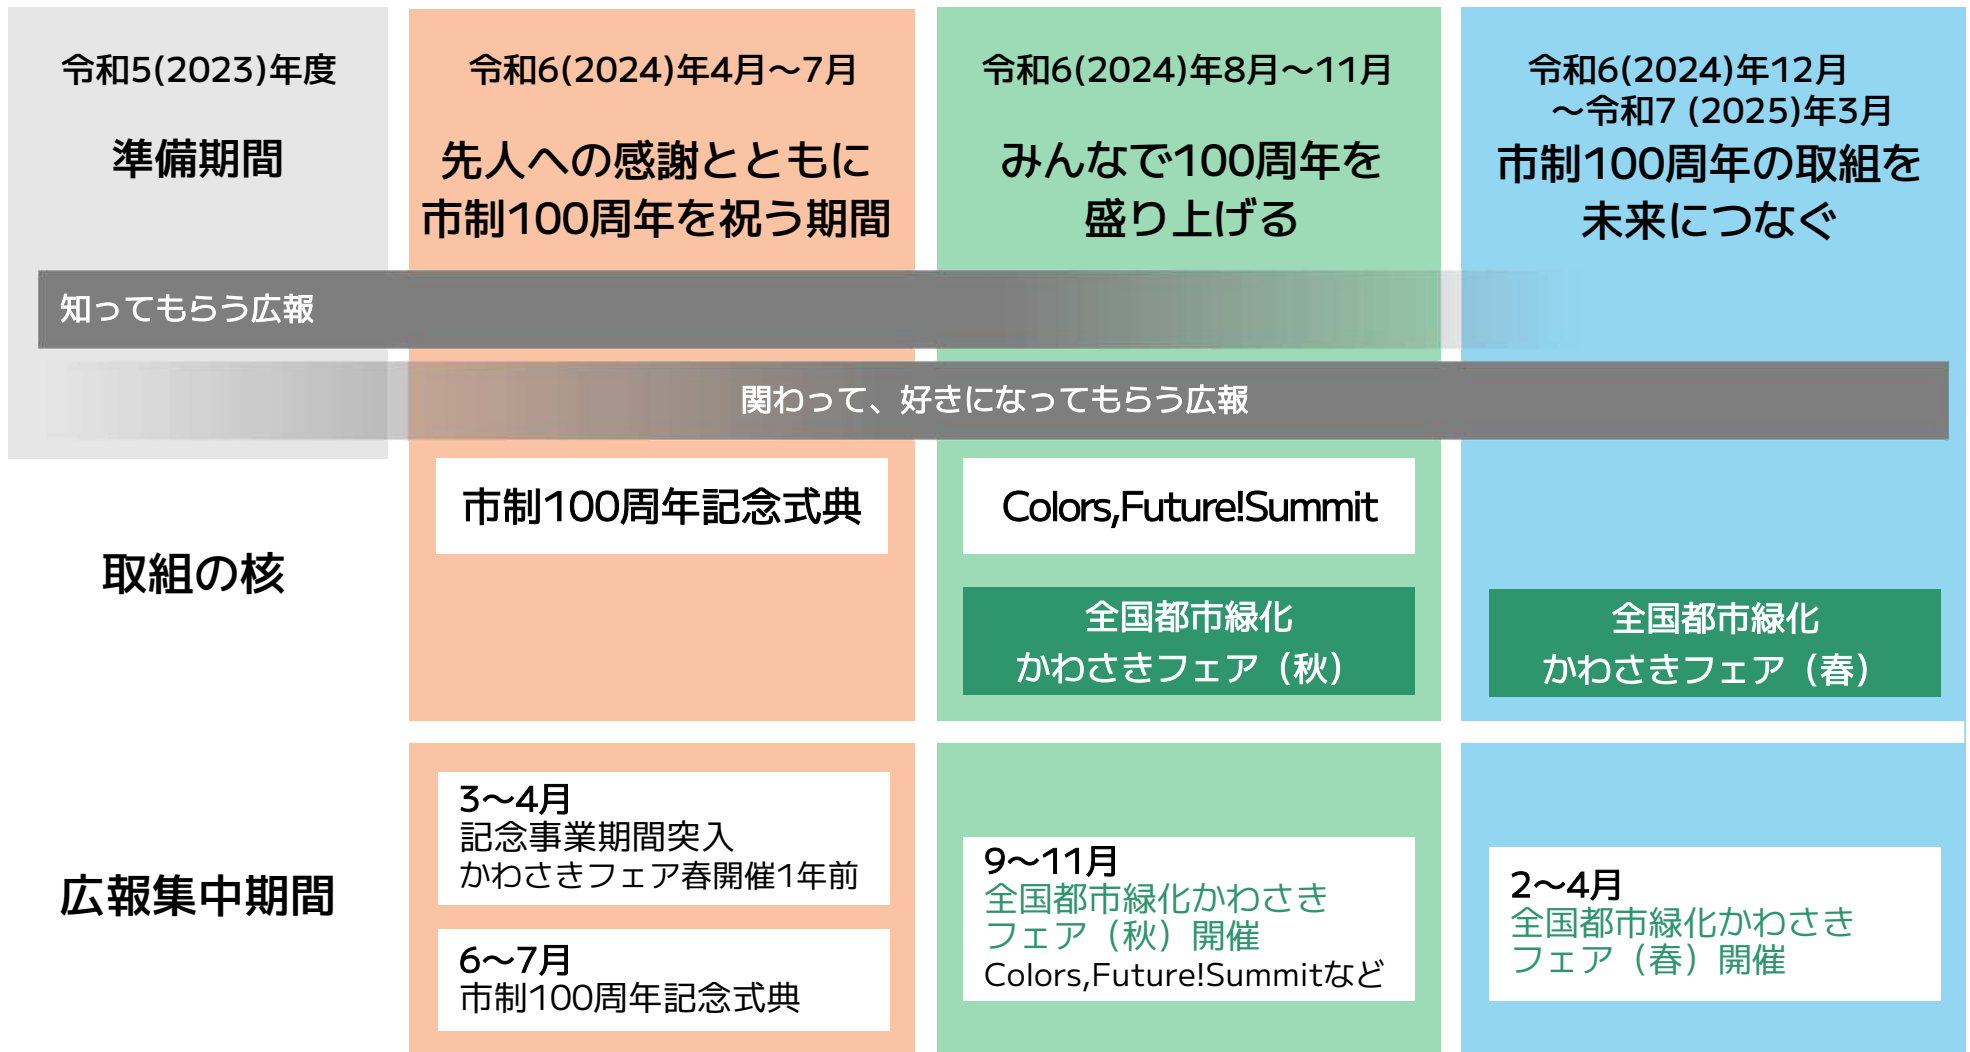 令和5(2023)年度
準備期間
令和6(2024)年4月～7月
先人への感謝とともに
市制100周年を祝う期間
令和6(2024)年8月～11月
みんなで100周年を
盛り上げる
令和6(2024)年12月
～令和7 (2025)年3月
市制100周年の取組を
未来につなぐ
知ってもらう広報
関わって、好きになってもらう広報
取組の核
市制100周年記念式典
Colors,Future!Summit
全国都市緑化
かわさきフェア（秋）
全国都市緑化
かわさきフェア（春）
広報集中期間
3～4月
記念事業期間突入
かわさきフェア春開催1年前
6～7月
市制100周年記念式典
9～11月
全国都市緑化かわさき
フェア（秋）開催
Colors,Future!Summitなど
2～4月
全国都市緑化かわさき
フェア（春）開催